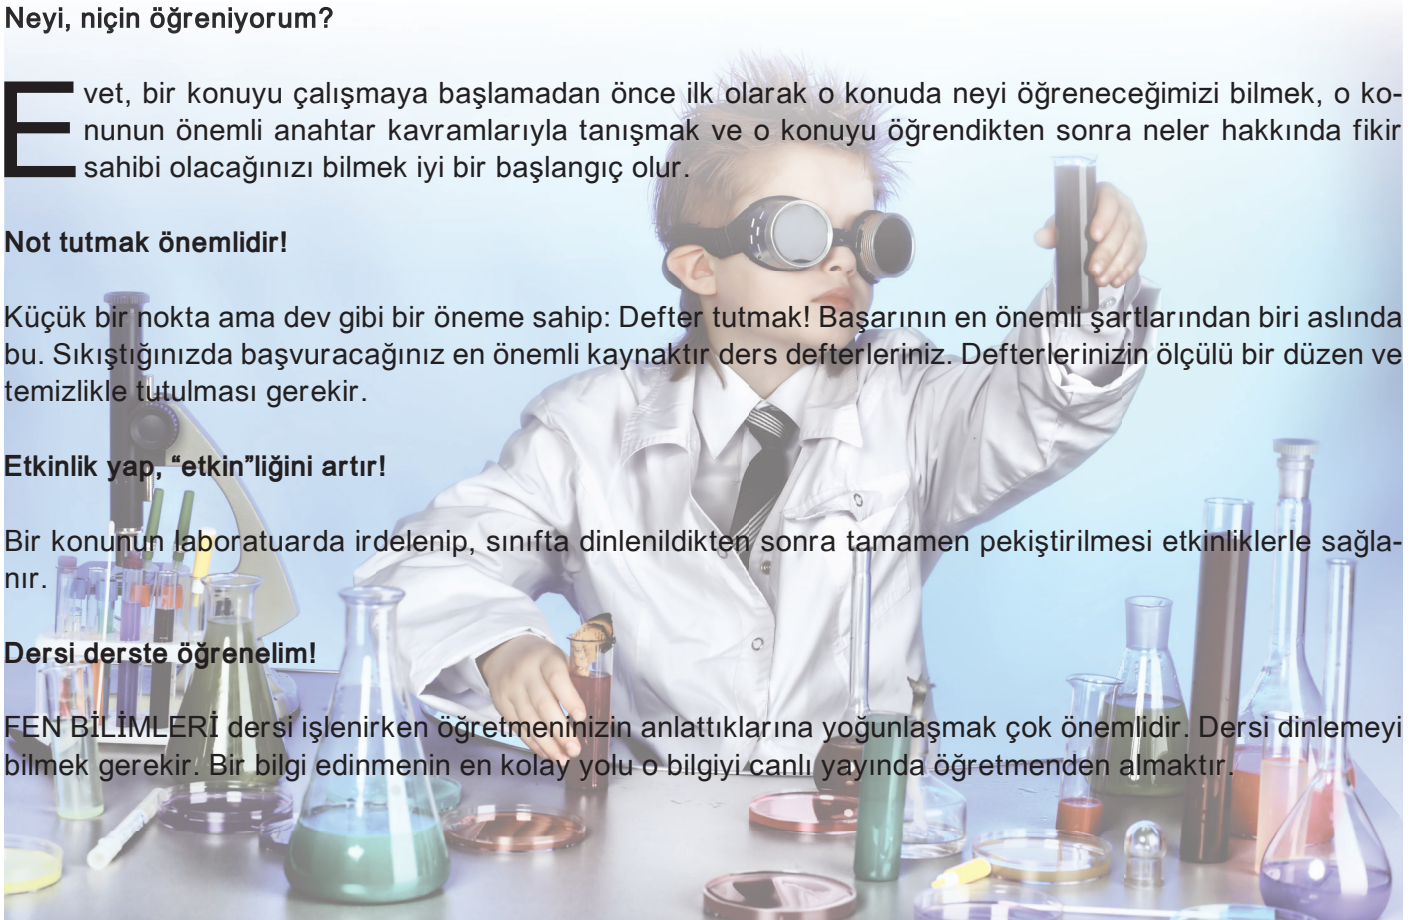 Neyi, niçin öğreniyorum?
Evet, bir konuyu çalışmaya başlamadan önce ilk olarak o konuda neyi öğreneceğimizi bilmek, o ko-
nunun önemli anahtar kavramlarıyla tanışmak ve o konuyu öğrendikten sonra neler hakkında fikir
sahibi olacağınızı bilmek iyi bir başlangıç olur.
Not tutmak önemlidir!
Küçük bir nokta ama dev gibi bir öneme sahip: Defter tutmak! Başarının en önemli şartlarından biri aslında
bu. Sıkıştığınızda başvuracağınız en önemli kaynaktır ders defterleriniz. Defterlerinizin ölçülü bir düzen ve
temizlikle tutulması gerekir.
Etkinlik yap, “etkin”liğini artır!
Bir konunun laboratuarda irdelenip, sınıfta dinlenildikten sonra tamamen pekiştirilmesi etkinliklerle sağla-
nır.
Dersi derste öğrenelim!
FEN BİLİMLERİ dersi işlenirken öğretmeninizin anlattıklarına yoğunlaşmak çok önemlidir. Dersi dinlemeyi
bilmek gerekir. Bir bilgi edinmenin en kolay yolu o bilgiyi canlı yayında öğretmenden almaktır.